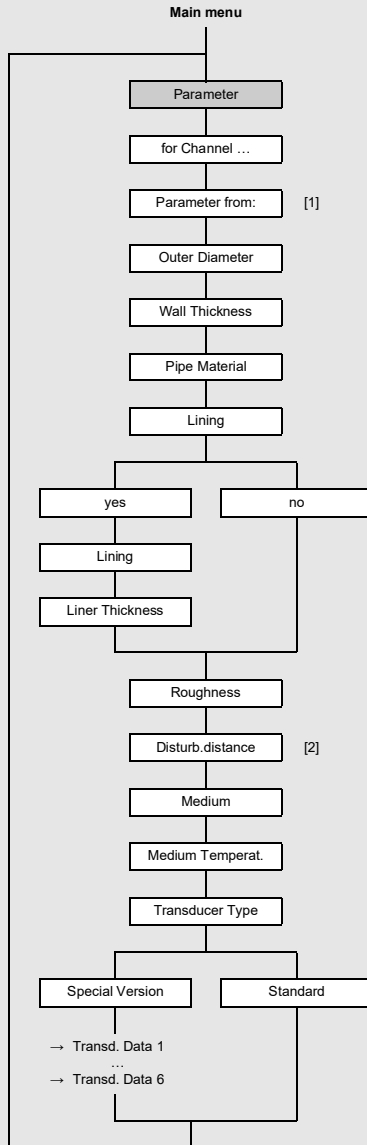 Main menu
Parameter
for Channel …
Parameter from: [1]
Outer Diameter
Wall Thickness
Pipe Material
Lining
yes no
Lining
Liner Thickness
Roughness
Disturb.distance [2]
Medium
Medium Temperat.
Transducer Type
Special Version Standard
→ Transd. Data 1
…
→ Transd. Data 6